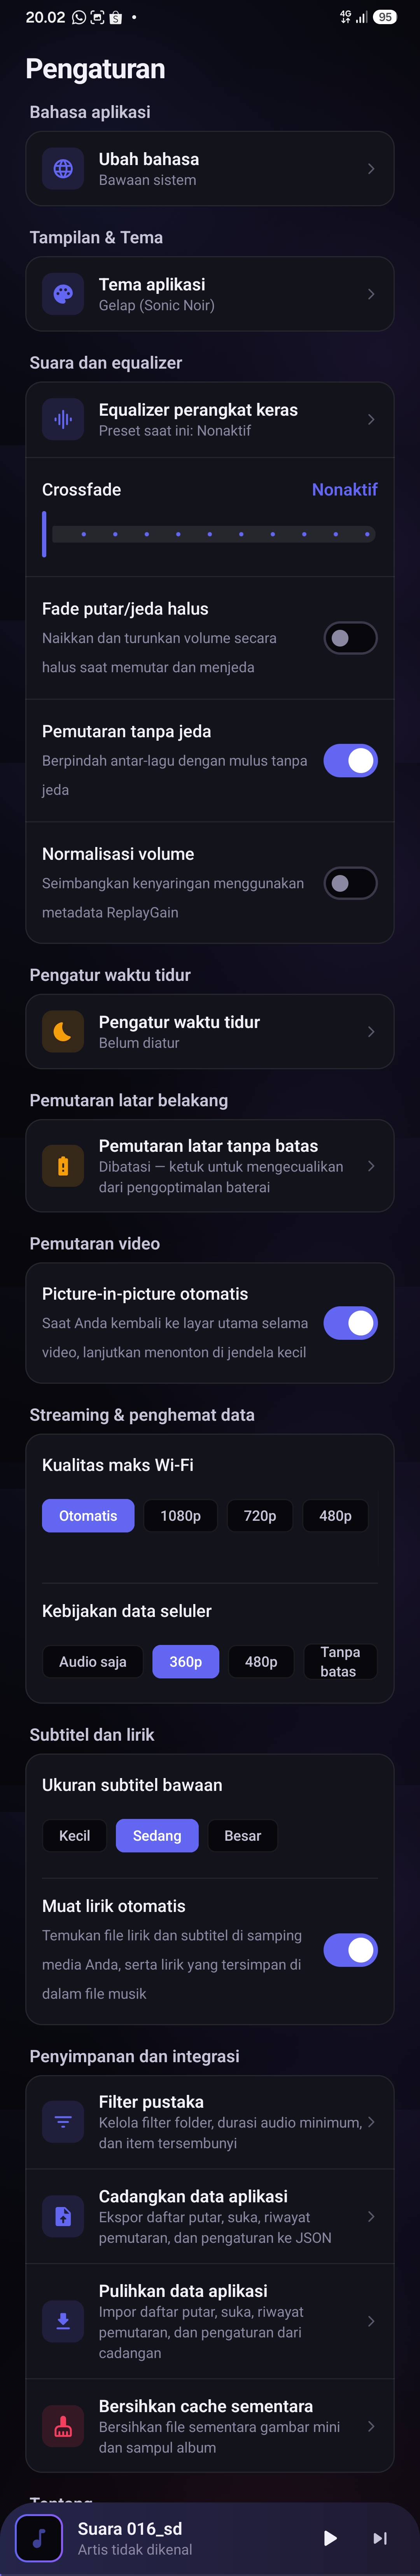 20.02
4G
95
Pengaturan
Bahasa aplikasi
Ubah bahasa
Bawaan sistem
Tampilan & Tema
Tema aplikasi
Gelap (Sonic Noir)
Suara dan equalizer
Equalizer perangkat keras
Preset saat ini: Nonaktif
Crossfade
Nonaktif
Fade putar/jeda halus
Naikkan dan turunkan volume secara
halus saat memutar dan menjeda
Pemutaran tanpa jeda
Berpindah antar-lagu dengan mulus tanpa
jeda
Normalisasi volume
Seimbangkan kenyaringan menggunakan
metadata ReplayGain
Pengatur waktu tidur
Pengatur waktu tidur
Belum diatur
Pemutaran latar belakang
Pemutaran latar tanpa batas
Dibatasi — ketuk untuk mengecualikan
dari pengoptimalan baterai
Pemutaran video
Picture-in-picture otomatis
Saat Anda kembali ke layar utama selama
video, lanjutkan menonton di jendela kecil
Streaming & penghemat data
Kualitas maks Wi-Fi
Otomatis 1080p 720p 480p
Kebijakan data seluler
Audio saja 360p 480p Tanpa
batas
Subtitel dan lirik
Ukuran subtitel bawaan
Kecil Sedang Besar
Muat lirik otomatis
Temukan file lirik dan subtitel di samping
media Anda, serta lirik yang tersimpan di
dalam file musik
Penyimpanan dan integrasi
Filter pustaka
Kelola filter folder, durasi audio minimum,
dan item tersembunyi
Cadangkan data aplikasi
Ekspor daftar putar, suka, riwayat
pemutaran, dan pengaturan ke JSON
Pulihkan data aplikasi
Impor daftar putar, suka, riwayat
pemutaran, dan pengaturan dari
cadangan
Bersihkan cache sementara
Bersihkan file sementara gambar mini
dan sampul album
Tentang
Suara 016_sd
Artis tidak dikenal